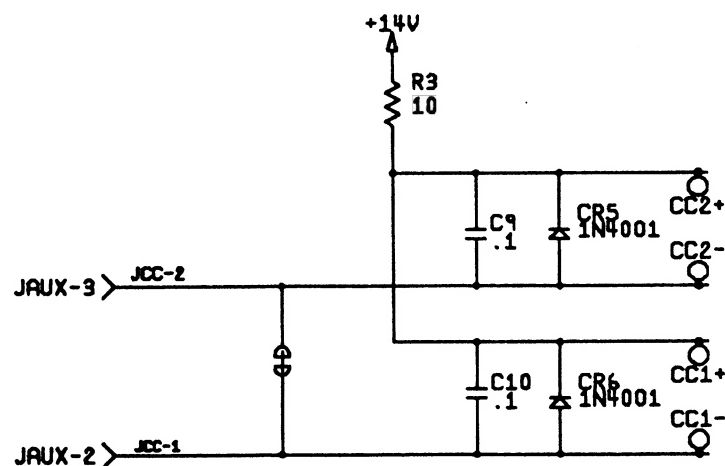 +14V
R3
10
C9
.1
CR5
1N4001
CC2+
CC2-
JAUX-3
JCC-2
C10
.1
CR6
1N4001
CC1+
CC1-
JAUX-2
JCC-1